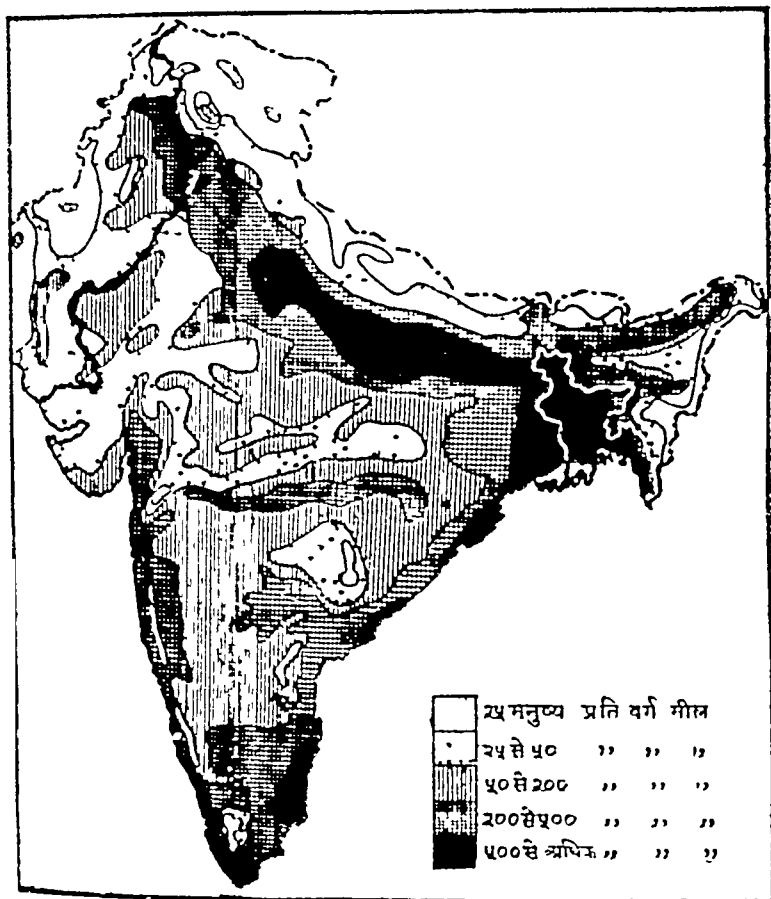 २५ मनुष्य प्रति वर्ग मील
२५ से ५० ,, ,, ,,
५० से २०० ,, ,, ,,
२०० से ५०० ,, ,, ,,
५०० से अधिक ,, ,, ,,